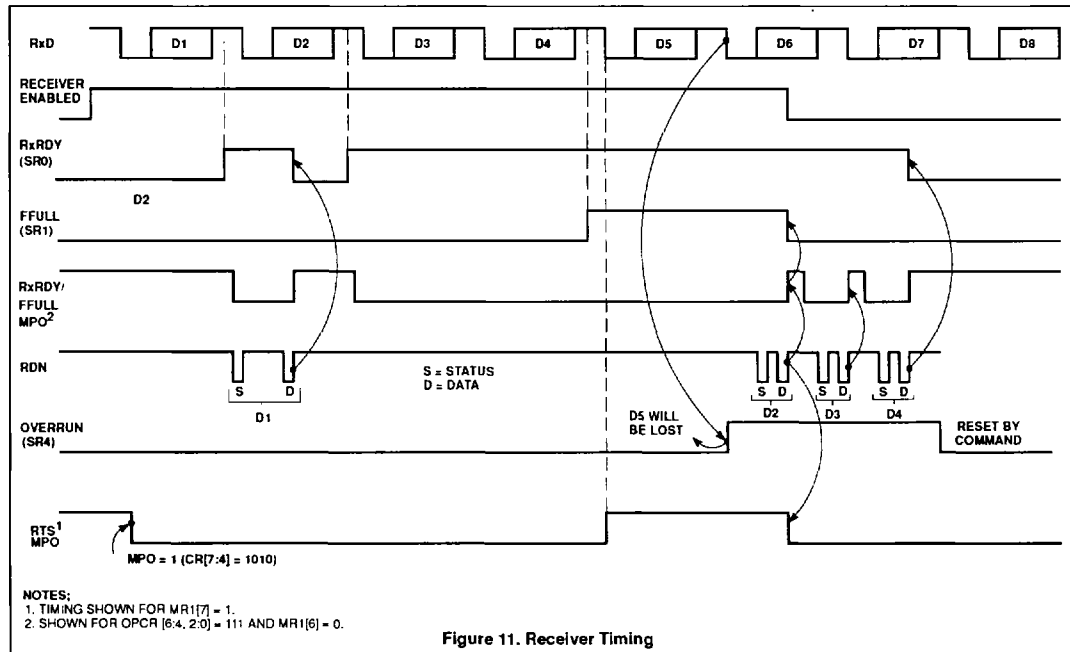 RxD D1 D2 D3 D4 D5 D6 D7 D8
RECEIVER
ENABLED
RxRDY
(SR0)
D2
FFULL
(SR1)
RxRDY/
FFULL
MPO2
RDN
S D
D1
S = STATUS
D = DATA
S D S D S D
D2 D3 D4
OVERRUN
(SR4)
D5 WILL
BE LOST
RESET BY
COMMAND
RTS1
MPO
MPO = 1 (CR[7:4] = 1010)
NOTES;
1. TIMING SHOWN FOR MR1[7] = 1.
2. SHOWN FOR OPCR [6:4, 2:0] = 111 AND MR1[6] = 0.
Figure 11. Receiver Timing